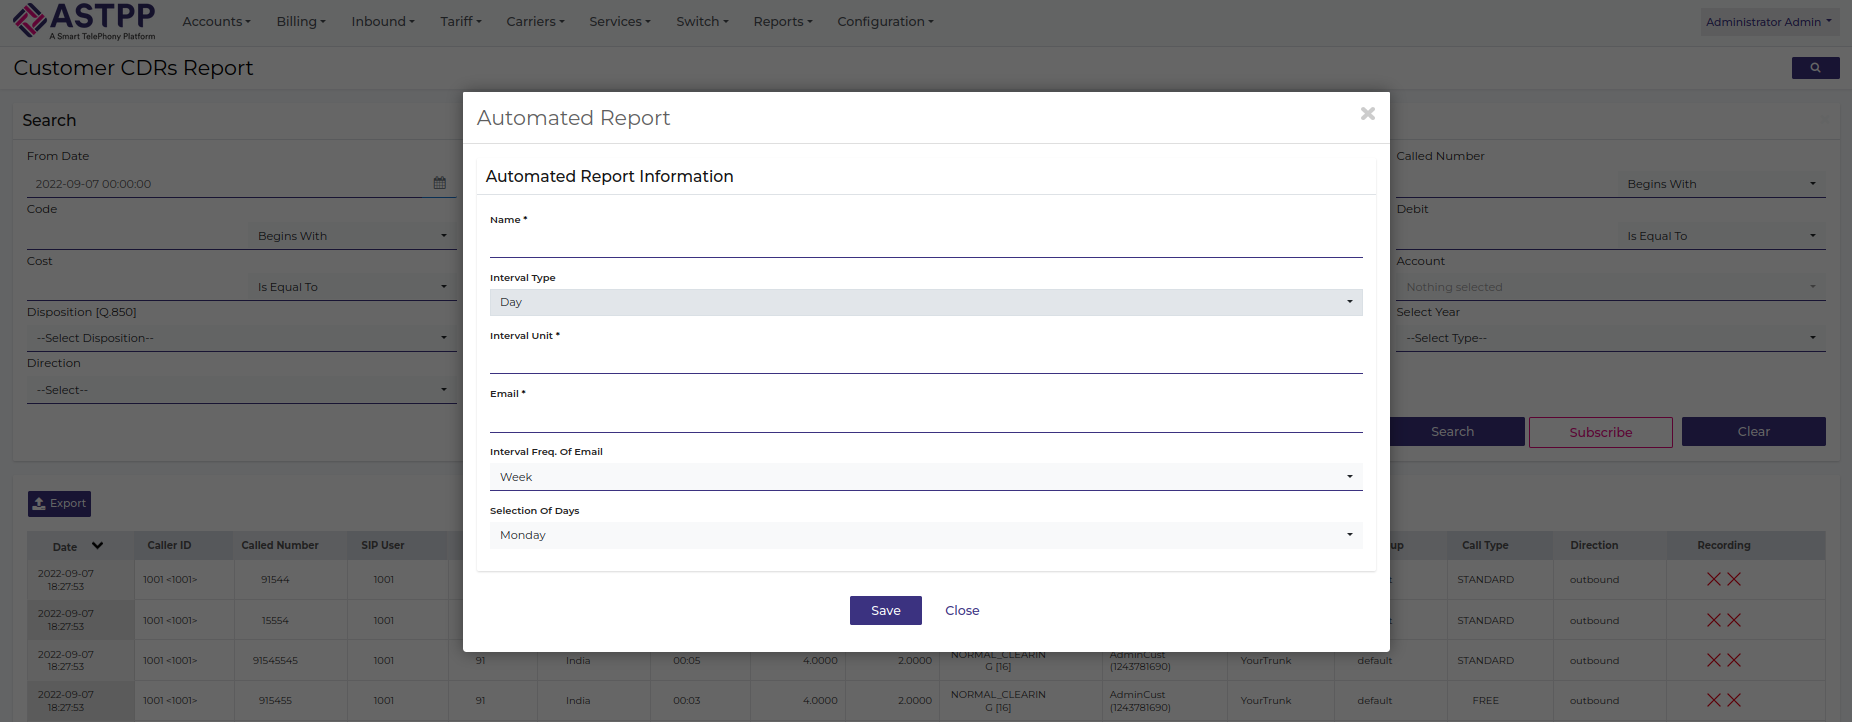 ASTPP
A Smart TelePhony Platform
Accounts Billing Inbound Tariff Carriers Services Switch Reports Configuration
Administrator Admin
Customer CDRs Report
Search
From Date
2022-09-07 00:00:00
Code
Begins With
Cost
Is Equal To
Disposition [Q.850]
--Select Disposition--
Direction
--Select--
Automated Report
Automated Report Information
Name *
Interval Type
Day
Interval Unit *
Email *
Interval Freq. Of Email
Week
Selection Of Days
Monday
Save Close
Called Number
Begins With
Debit
Is Equal To
Account
Nothing selected
Select Year
--Select Type--
Search Subscribe Clear
Export
Date Caller ID Called Number SIP User Call Type Direction Recording
2022-09-07 18:27:53 1001 <1001> 91544 1001 STANDARD outbound
2022-09-07 18:27:53 1001 <1001> 15554 1001 STANDARD outbound
2022-09-07 18:27:53 1001 <1001> 91545545 1001 91 India 00:05 4.0000 2.0000 NORMAL_CLEARING [16] AdminCust (1243781690) YourTrunk default STANDARD outbound
2022-09-07 18:27:53 1001 <1001> 915455 1001 91 India 00:03 4.0000 2.0000 NORMAL_CLEARING [16] AdminCust (1243781690) YourTrunk default FREE outbound